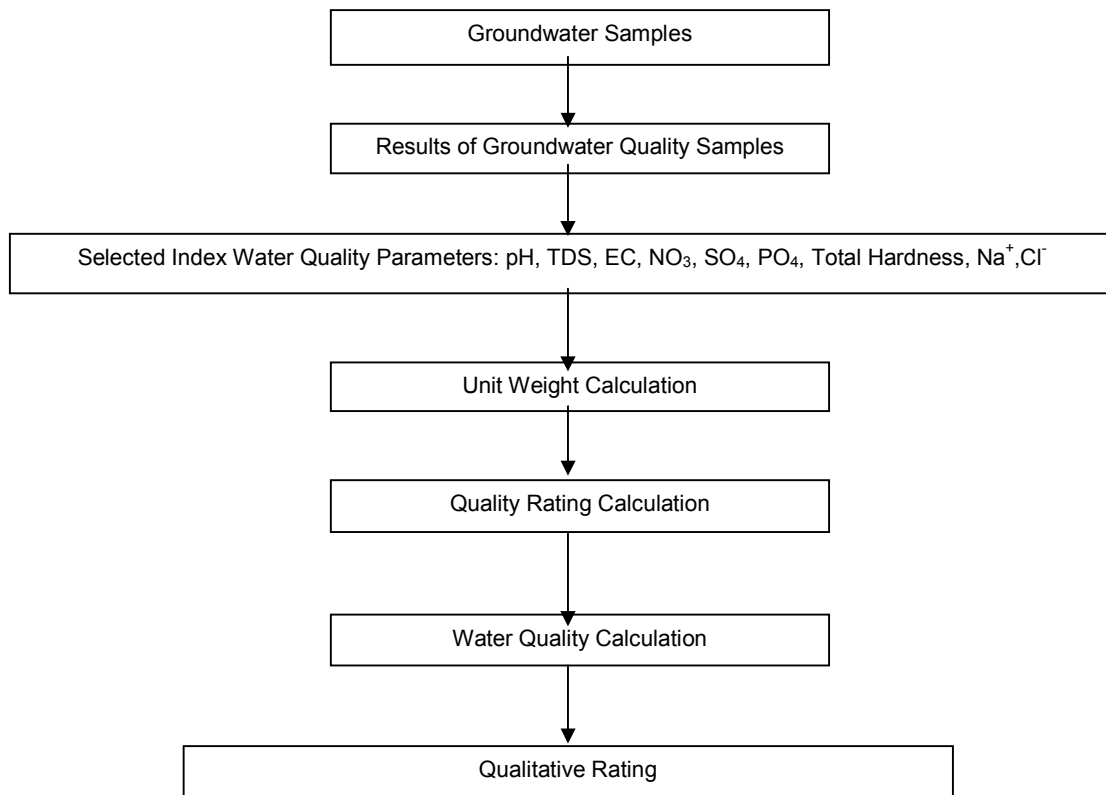 Groundwater Samples
Results of Groundwater Quality Samples
Selected Index Water Quality Parameters: pH, TDS, EC, NO₃, SO₄, PO₄, Total Hardness, Na⁺,Cl⁻
Unit Weight Calculation
Quality Rating Calculation
Water Quality Calculation
Qualitative Rating